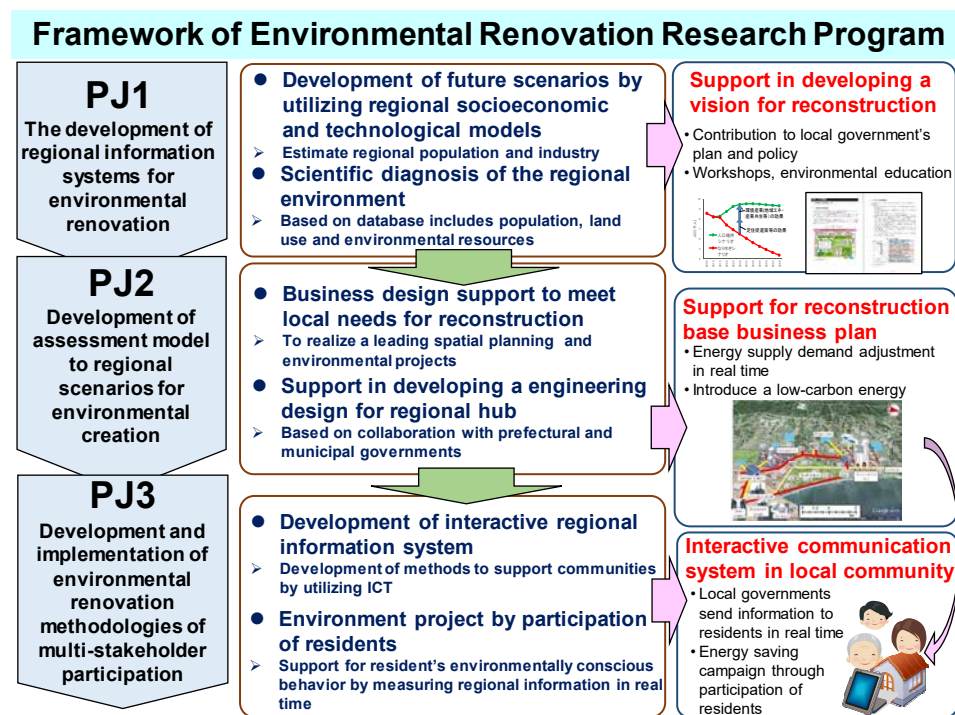 Framework of Environmental Renovation Research Program
PJ1
The development of
regional information
systems for
environmental
renovation
● Development of future scenarios by
utilizing regional socioeconomic
and technological models
➢ Estimate regional population and industry
● Scientific diagnosis of the regional
environment
➢ Based on database includes population, land
use and environmental resources
Support in developing a
vision for reconstruction
• Contribution to local government's
plan and policy
• Workshops, environmental education
PJ2
Development of
assessment model
to regional
scenarios for
environmental
creation
● Business design support to meet
local needs for reconstruction
➢ To realize a leading spatial planning and
environmental projects
● Support in developing a engineering
design for regional hub
➢ Based on collaboration with prefectural and
municipal governments
Support for reconstruction
base business plan
• Energy supply demand adjustment
in real time
• Introduce a low-carbon energy
PJ3
Development and
implementation of
environmental
renovation
methodologies of
multi-stakeholder
participation
● Development of interactive regional
information system
➢ Development of methods to support communities
by utilizing ICT
● Environment project by participation
of residents
➢ Support for resident's environmentally conscious
behavior by measuring regional information in real
time
Interactive communication
system in local community
• Local governments
send information to
residents in real time
• Energy saving
campaign through
participation of
residents